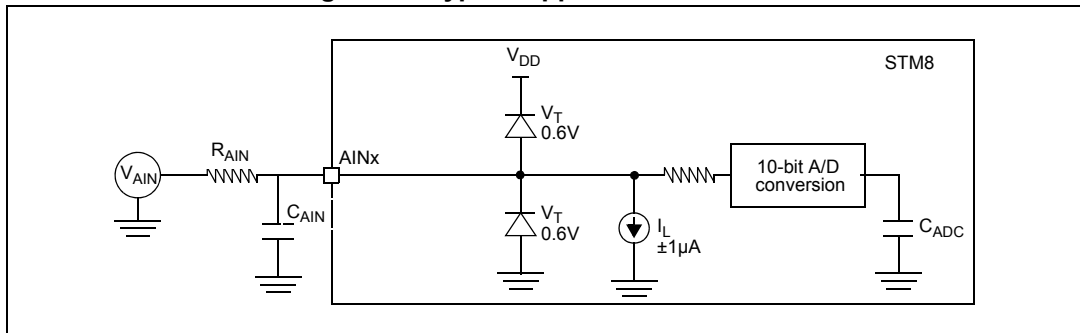 STM8
V_DD
V_T
0.6V
R_AIN
AINx
V_AIN
10-bit A/D
conversion
C_AIN
V_T
0.6V
I_L
±1µA
C_ADC